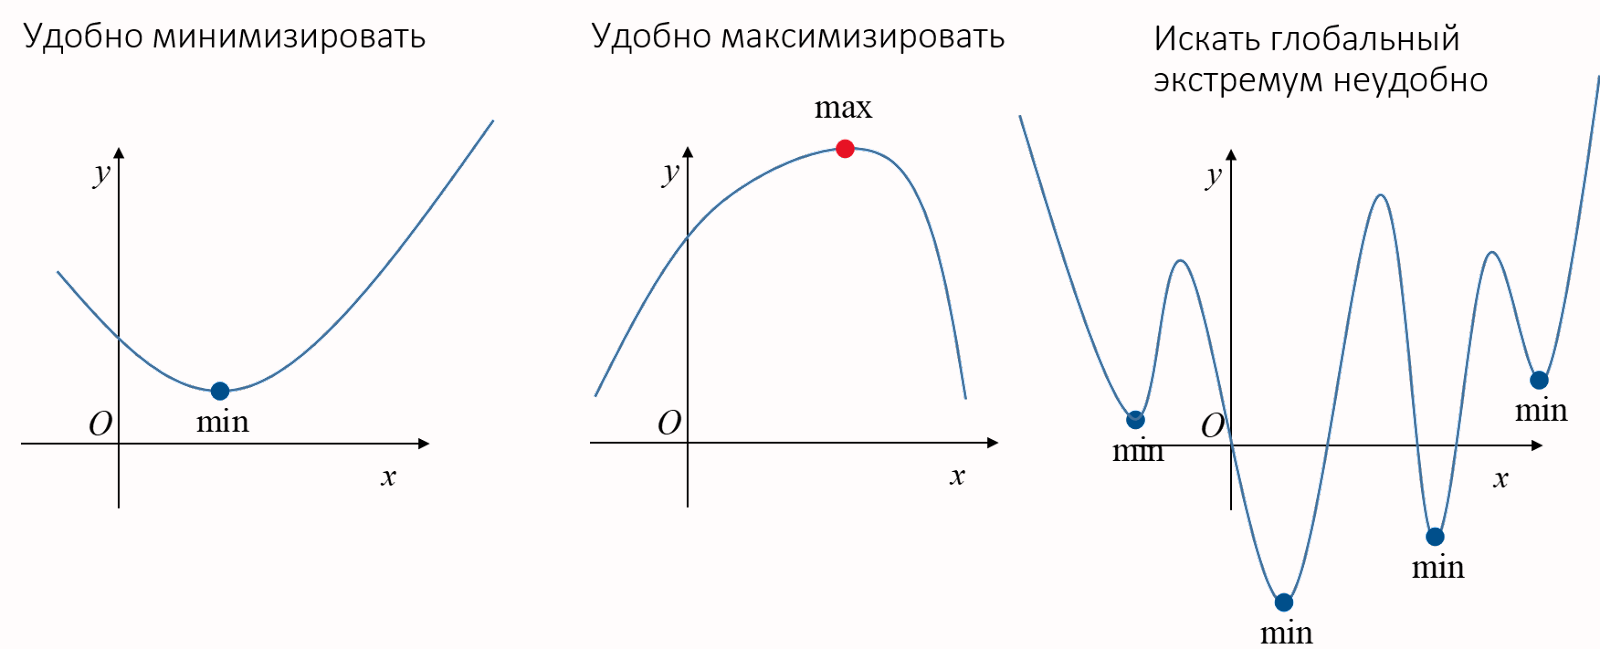 Удобно минимизировать
y
O
min
x
Удобно максимизировать
max
y
O
x
Искать глобальный
экстремум неудобно
y
O
min
min
x
min
min